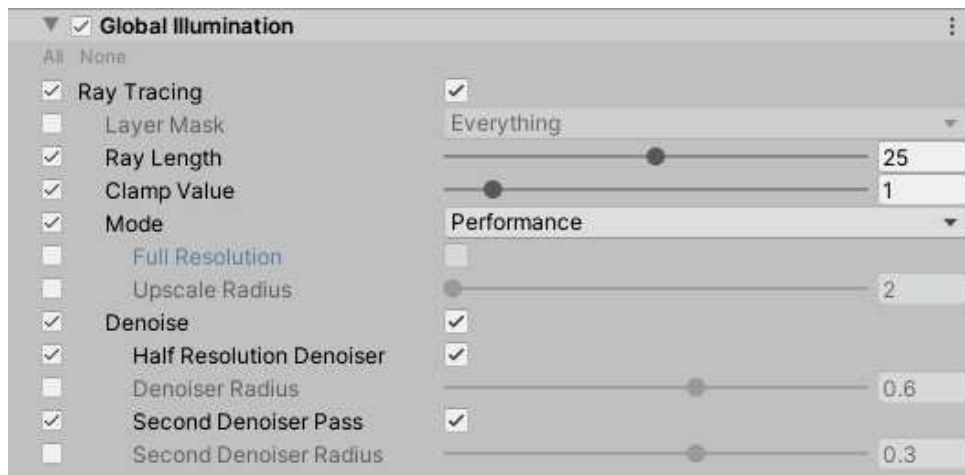 Global Illumination
All None
Ray Tracing
Layer Mask Everything
Ray Length 25
Clamp Value 1
Mode Performance
Full Resolution
Upscale Radius 2
Denoise
Half Resolution Denoiser
Denoiser Radius 0.6
Second Denoiser Pass
Second Denoiser Radius 0.3